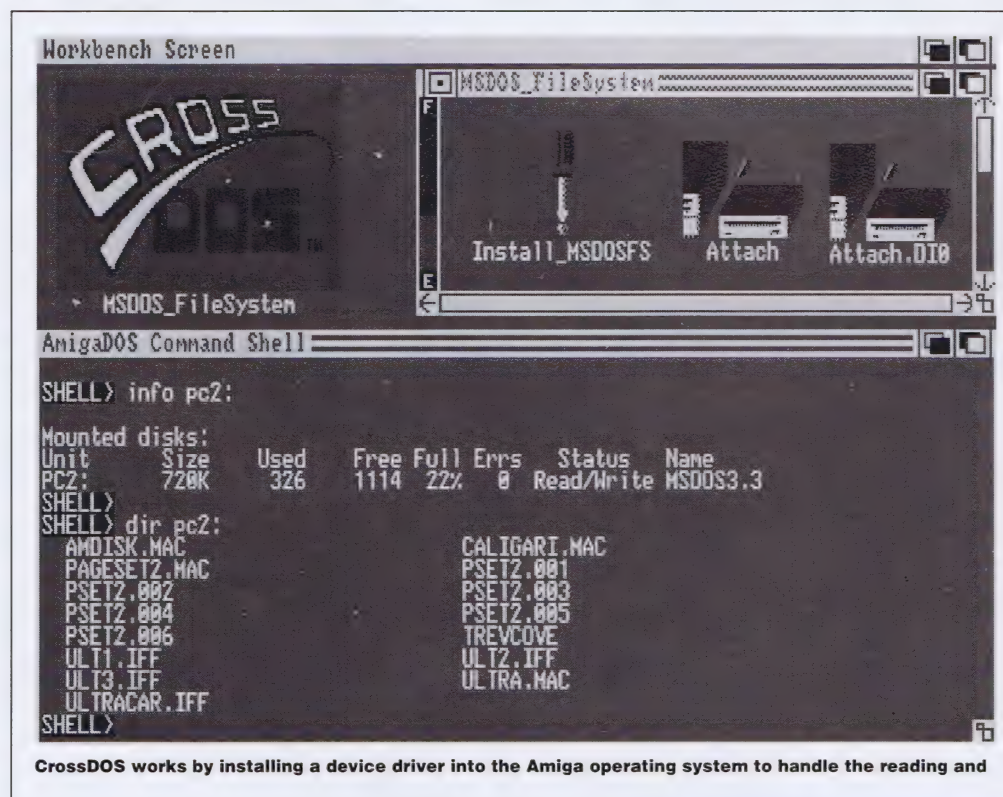 Workbench Screen
CROSS
DOS TM
MSDOS_FileSystem
MSDOS_FileSystem
F
E
Install_MSDOSFS
Attach
Attach.DI0
AmigaDOS Command Shell
SHELL> info pc2:
Mounted disks:
Unit Size Used Free Full Errs Status Name
PC2: 720K 326 1114 22% 0 Read/Write MSDOS3.3
SHELL>
SHELL> dir pc2:
AMDISK.MAC CALIGARI.MAC
PAGESET2.MAC PSET2.001
PSET2.002 PSET2.003
PSET2.004 PSET2.005
PSET2.006 TREVCOVE
ULT1.IFF ULT2.IFF
ULT3.IFF ULTRA.MAC
ULTRACAR.IFF
SHELL>
CrossDOS works by installing a device driver into the Amiga operating system to handle the reading and